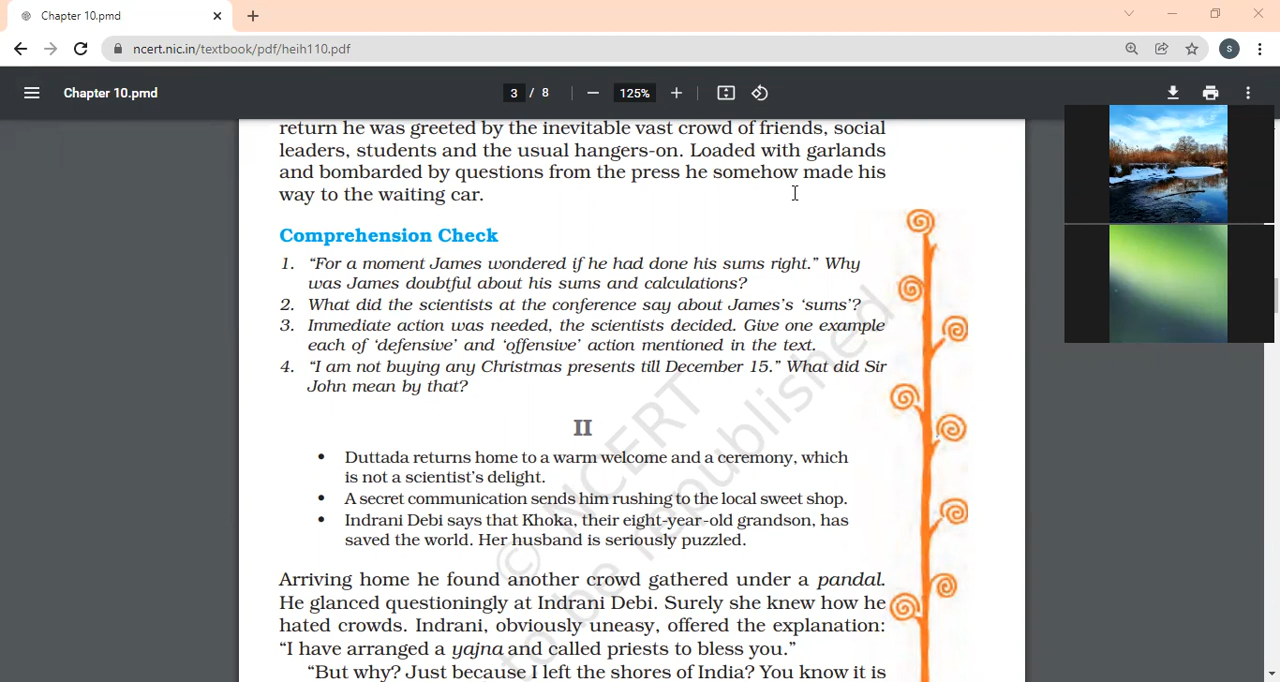 Chapter 10.pmd
ncert.nic.in/textbook/pdf/heih110.pdf
S
Chapter 10.pmd
3 / 8
125%
return he was greeted by the inevitable vast crowd of friends, social
leaders, students and the usual hangers-on. Loaded with garlands
and bombarded by questions from the press he somehow made his
way to the waiting car.
Comprehension Check
1. “For a moment James wondered if he had done his sums right.” Why
was James doubtful about his sums and calculations?
2. What did the scientists at the conference say about James’s ‘sums’?
3. Immediate action was needed, the scientists decided. Give one example
each of ‘defensive’ and ‘offensive’ action mentioned in the text.
4. “I am not buying any Christmas presents till December 15.” What did Sir
John mean by that?
II
• Duttada returns home to a warm welcome and a ceremony, which
is not a scientist’s delight.
• A secret communication sends him rushing to the local sweet shop.
• Indrani Debi says that Khoka, their eight-year-old grandson, has
saved the world. Her husband is seriously puzzled.
Arriving home he found another crowd gathered under a pandal.
He glanced questioningly at Indrani Debi. Surely she knew how he
hated crowds. Indrani, obviously uneasy, offered the explanation:
“I have arranged a yajna and called priests to bless you.”
“But why? Just because I left the shores of India? You know it is
© NCERT
to be republished